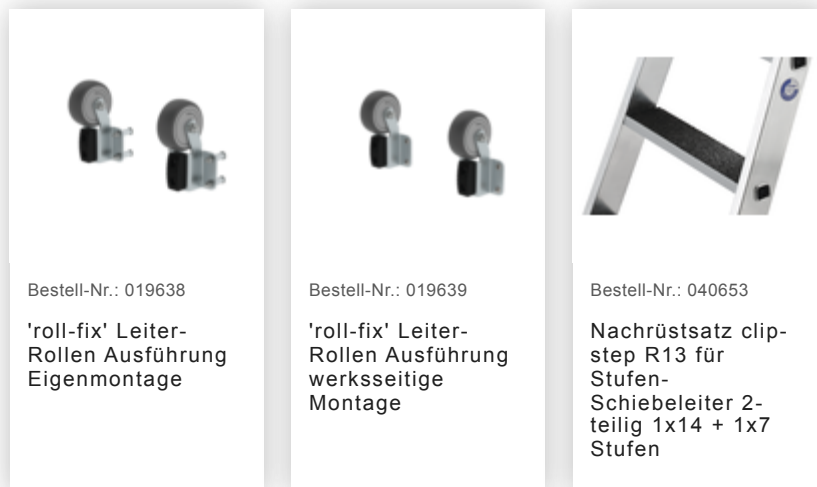 Bestell-Nr.: 019638
'roll-fix' Leiter-
Rollen Ausführung
Eigenmontage
Bestell-Nr.: 019639
'roll-fix' Leiter-
Rollen Ausführung
werksseitige
Montage
Bestell-Nr.: 040653
Nachrüstsatz clip-
step R13 für
Stufen-
Schiebeleiter 2-
teilig 1x14 + 1x7
Stufen